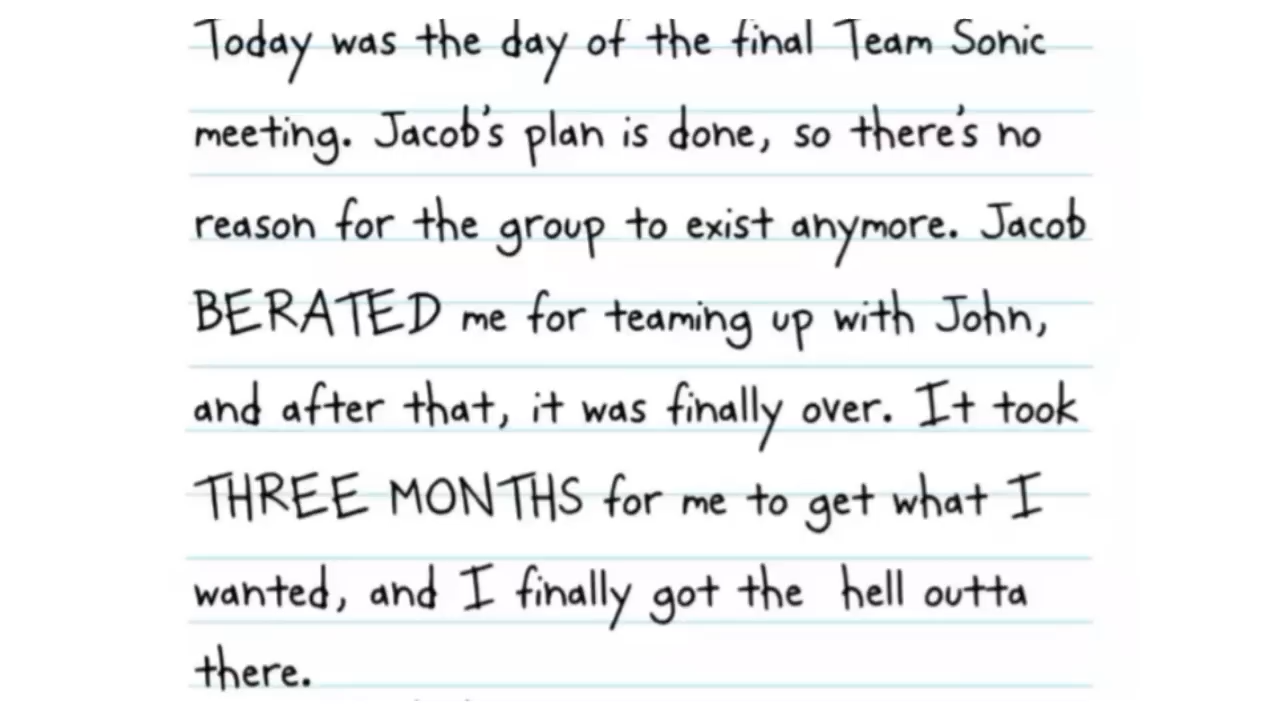 Today was the day of the final Team Sonic
meeting. Jacob's plan is done, so there's no
reason for the group to exist anymore. Jacob
BERATED me for teaming up with John,
and after that, it was finally over. It took
THREE MONTHS for me to get what I
wanted, and I finally got the hell outta
there.